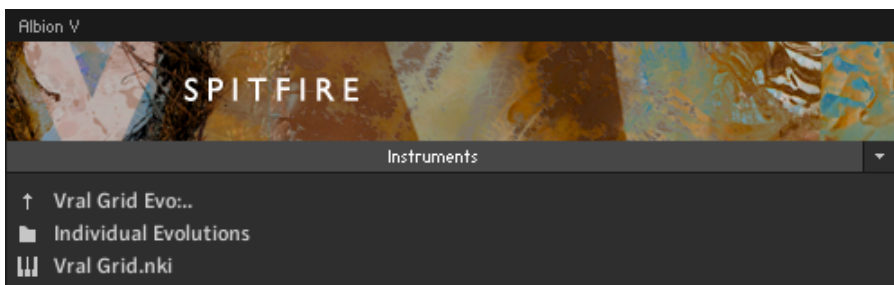 Albion V
SPITFIRE
Instruments
Vral Grid Evo:..
Individual Evolutions
Vral Grid.nki